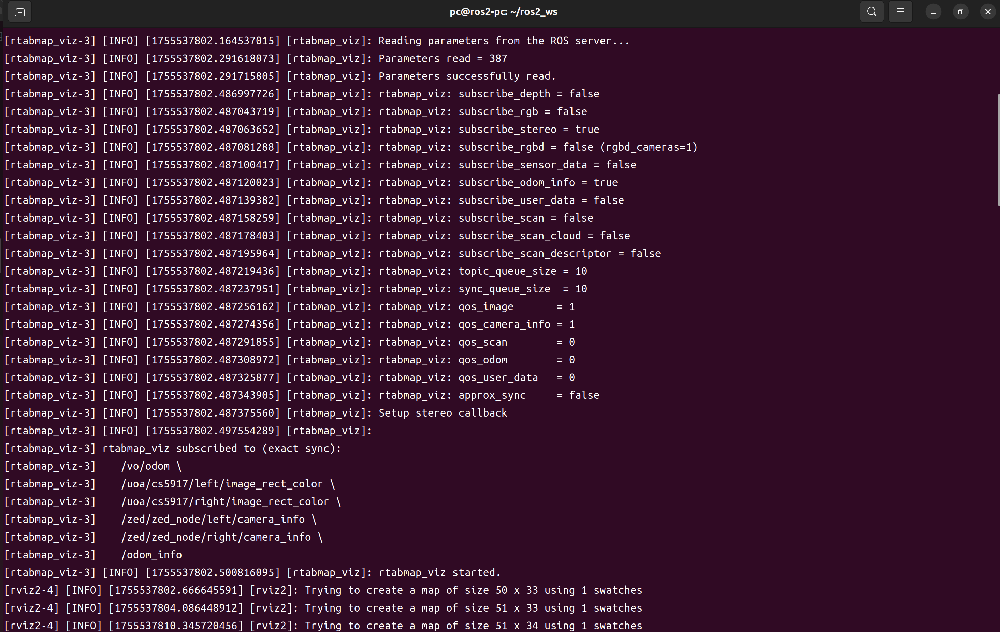 pc@ros2-pc: ~/ros2_ws
[rtabmap_viz-3] [INFO] [1755537802.164537015] [rtabmap_viz]: Reading parameters from the ROS server...
[rtabmap_viz-3] [INFO] [1755537802.291618073] [rtabmap_viz]: Parameters read = 387
[rtabmap_viz-3] [INFO] [1755537802.291715805] [rtabmap_viz]: Parameters successfully read.
[rtabmap_viz-3] [INFO] [1755537802.486997726] [rtabmap_viz]: rtabmap_viz: subscribe_depth = false
[rtabmap_viz-3] [INFO] [1755537802.487043719] [rtabmap_viz]: rtabmap_viz: subscribe_rgb = false
[rtabmap_viz-3] [INFO] [1755537802.487063652] [rtabmap_viz]: rtabmap_viz: subscribe_stereo = true
[rtabmap_viz-3] [INFO] [1755537802.487081288] [rtabmap_viz]: rtabmap_viz: subscribe_rgbd = false (rgbd_cameras=1)
[rtabmap_viz-3] [INFO] [1755537802.487100417] [rtabmap_viz]: rtabmap_viz: subscribe_sensor_data = false
[rtabmap_viz-3] [INFO] [1755537802.487120023] [rtabmap_viz]: rtabmap_viz: subscribe_odom_info = true
[rtabmap_viz-3] [INFO] [1755537802.487139382] [rtabmap_viz]: rtabmap_viz: subscribe_user_data = false
[rtabmap_viz-3] [INFO] [1755537802.487158259] [rtabmap_viz]: rtabmap_viz: subscribe_scan = false
[rtabmap_viz-3] [INFO] [1755537802.487178403] [rtabmap_viz]: rtabmap_viz: subscribe_scan_cloud = false
[rtabmap_viz-3] [INFO] [1755537802.487195964] [rtabmap_viz]: rtabmap_viz: subscribe_scan_descriptor = false
[rtabmap_viz-3] [INFO] [1755537802.487219436] [rtabmap_viz]: rtabmap_viz: topic_queue_size = 10
[rtabmap_viz-3] [INFO] [1755537802.487237951] [rtabmap_viz]: rtabmap_viz: sync_queue_size  = 10
[rtabmap_viz-3] [INFO] [1755537802.487256162] [rtabmap_viz]: rtabmap_viz: qos_image       = 1
[rtabmap_viz-3] [INFO] [1755537802.487274356] [rtabmap_viz]: rtabmap_viz: qos_camera_info = 1
[rtabmap_viz-3] [INFO] [1755537802.487291855] [rtabmap_viz]: rtabmap_viz: qos_scan        = 0
[rtabmap_viz-3] [INFO] [1755537802.487308972] [rtabmap_viz]: rtabmap_viz: qos_odom        = 0
[rtabmap_viz-3] [INFO] [1755537802.487325877] [rtabmap_viz]: rtabmap_viz: qos_user_data   = 0
[rtabmap_viz-3] [INFO] [1755537802.487343905] [rtabmap_viz]: rtabmap_viz: approx_sync     = false
[rtabmap_viz-3] [INFO] [1755537802.487375560] [rtabmap_viz]: Setup stereo callback
[rtabmap_viz-3] [INFO] [1755537802.497554289] [rtabmap_viz]:
[rtabmap_viz-3] rtabmap_viz subscribed to (exact sync):
[rtabmap_viz-3]    /vo/odom \
[rtabmap_viz-3]    /uoa/cs5917/left/image_rect_color \
[rtabmap_viz-3]    /uoa/cs5917/right/image_rect_color \
[rtabmap_viz-3]    /zed/zed_node/left/camera_info \
[rtabmap_viz-3]    /zed/zed_node/right/camera_info \
[rtabmap_viz-3]    /odom_info
[rtabmap_viz-3] [INFO] [1755537802.500816095] [rtabmap_viz]: rtabmap_viz started.
[rviz2-4] [INFO] [1755537802.666645591] [rviz2]: Trying to create a map of size 50 x 33 using 1 swatches
[rviz2-4] [INFO] [1755537804.086448912] [rviz2]: Trying to create a map of size 51 x 33 using 1 swatches
[rviz2-4] [INFO] [1755537810.345720456] [rviz2]: Trying to create a map of size 51 x 34 using 1 swatches